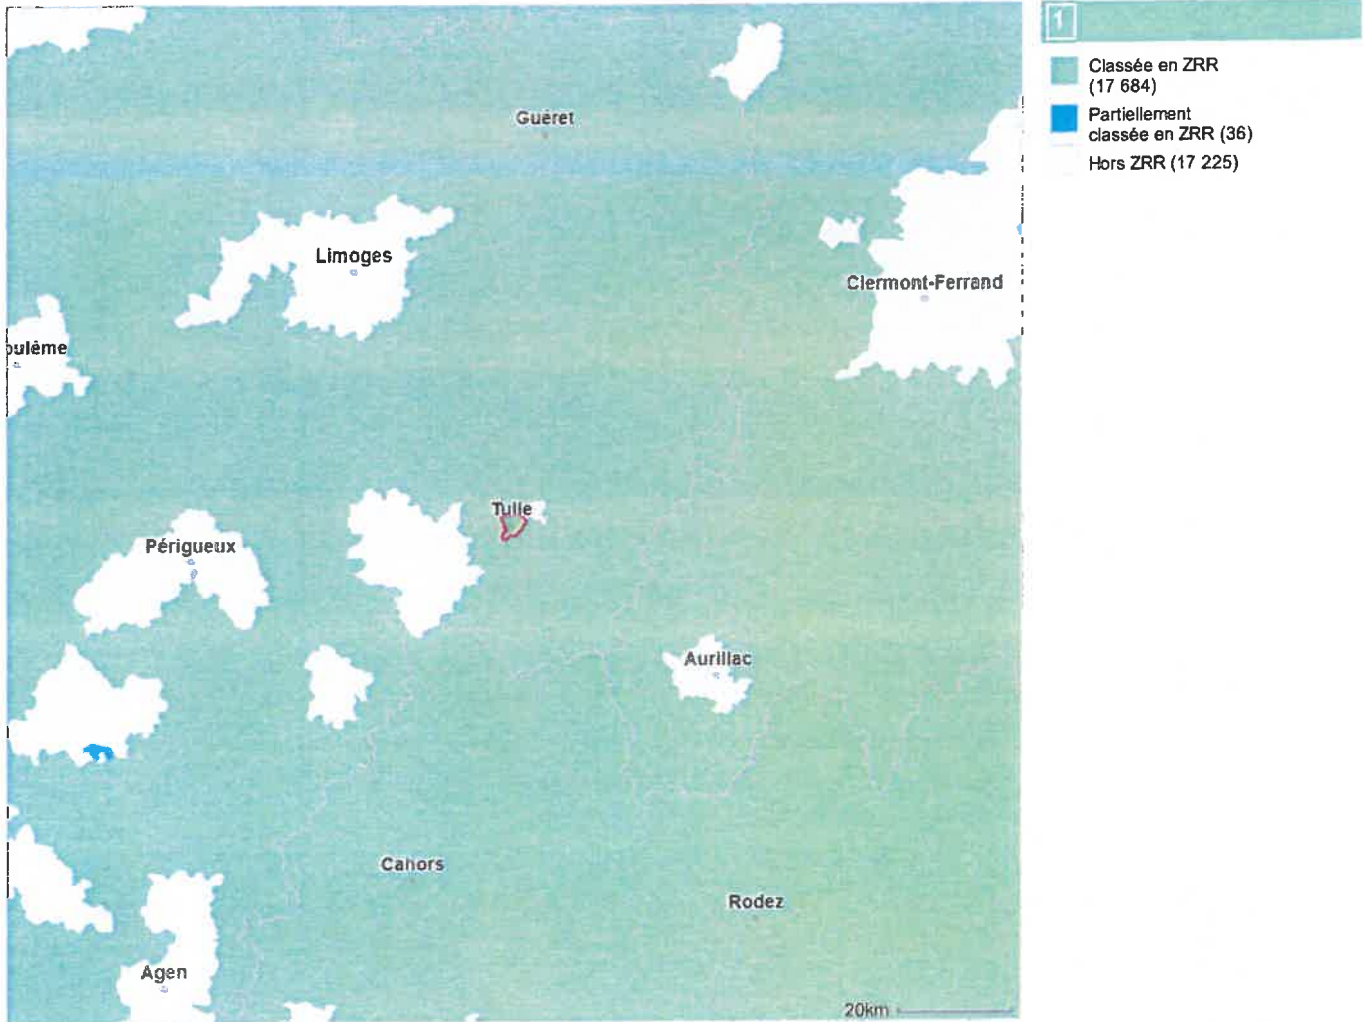 1
Classée en ZRR
(17 684)
Partiellement
classée en ZRR (36)
Hors ZRR (17 225)
Guéret
Limoges
Clermont-Ferrand
oulême
Tulle
Périgueux
Aurillac
Cahors
Rodez
Agen
20km